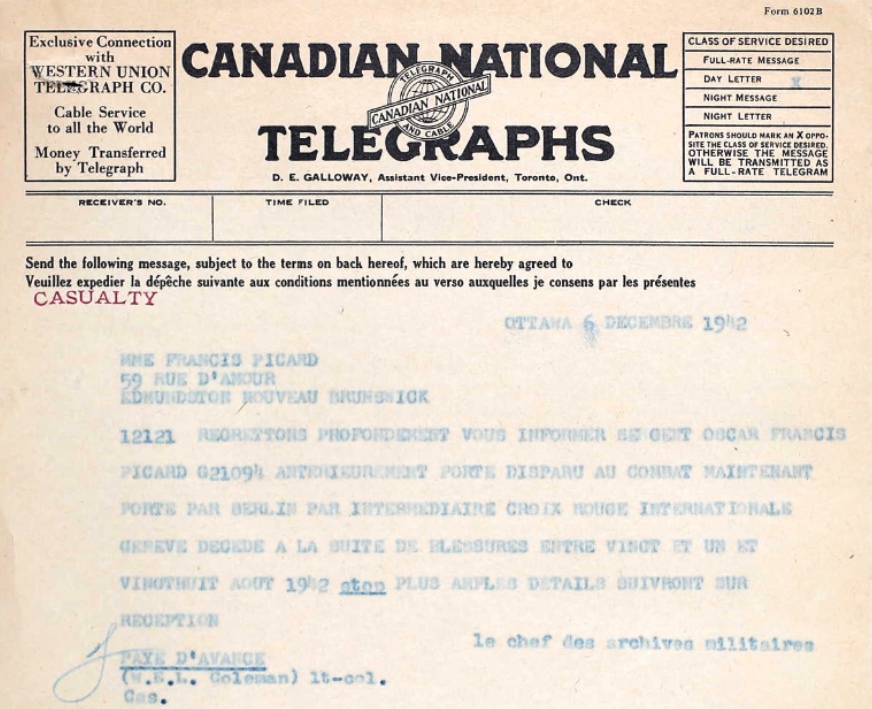 Form 6102B
Exclusive Connection
with
WESTERN UNION
TELEGRAPH CO.
Cable Service
to all the World
Money Transferred
by Telegraph
CANADIAN NATIONAL
TELEGRAPHS
TELEGRAPH
CANADIAN NATIONAL
AND CABLE
D. E. GALLOWAY, Assistant Vice-President, Toronto, Ont.
CLASS OF SERVICE DESIRED
FULL-RATE MESSAGE
DAY LETTER X
NIGHT MESSAGE
NIGHT LETTER
PATRONS SHOULD MARK AN X OPPO-
SITE THE CLASS OF SERVICE DESIRED.
OTHERWISE THE MESSAGE
WILL BE TRANSMITTED AS
A FULL-RATE TELEGRAM
RECEIVER'S NO. TIME FILED CHECK
Send the following message, subject to the terms on back hereof, which are hereby agreed to
Veuillez expedier la dépêche suivante aux conditions mentionnées au verso auxquelles je consens par les présentes
CASUALTY
OTTAWA 6 DECEMBRE 1942
MME FRANCIS PICARD
59 RUE D'AMOUR
EDMUNDSTON NOUVEAU BRUNSWICK
12121 REGRETTONS PROFONDEMENT VOUS INFORMER SERGENT OSCAR FRANCIS
PICARD G21094 ANTERIEUREMENT PORTE DISPARU AU COMBAT MAINTENANT
PORTE PAR BERLIN PAR INTERMEDIAIRE CROIX ROUGE INTERNATIONALE
GENEVE DECEDE A LA SUITE DE BLESSURES ENTRE VINGT ET UN ET
VINGTHUIT AOUT 1942 stop PLUS AMPLES DETAILS SUIVRONT SUR
RECEPTION
le chef des archives militaires
PAYE D'AVANCE
(W.E.L. Coleman) lt-col.
Cas.